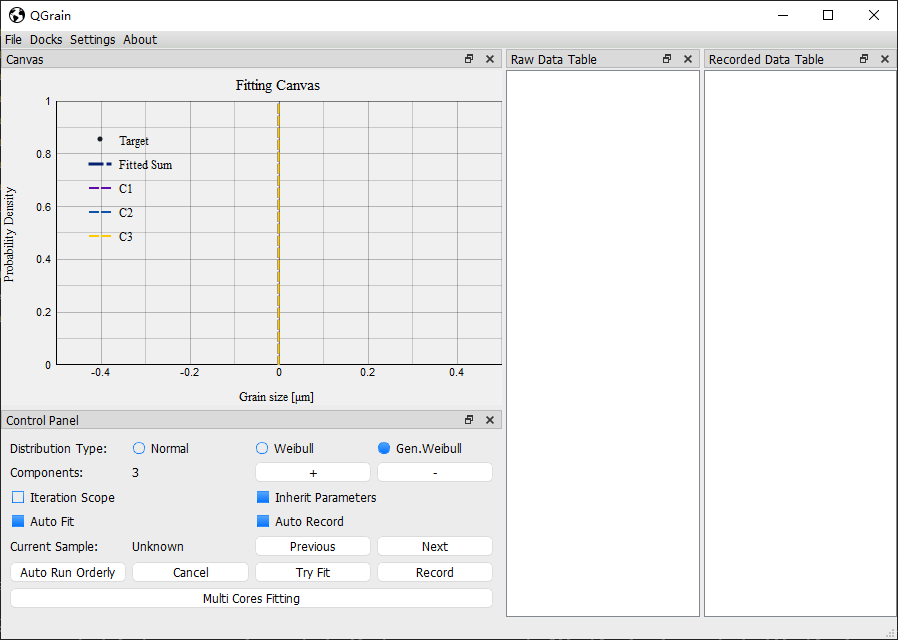 QGrain
File Docks Settings About
Canvas
Fitting Canvas
1
0.8
0.6
0.4
0.2
0
Probability Density
Target
Fitted Sum
C1
C2
C3
-0.4 -0.2 0 0.2 0.4
Grain size [μm]
Raw Data Table
Recorded Data Table
Control Panel
Distribution Type: Normal Weibull Gen.Weibull
Components: 3 + -
Iteration Scope Inherit Parameters
Auto Fit Auto Record
Current Sample: Unknown Previous Next
Auto Run Orderly Cancel Try Fit Record
Multi Cores Fitting